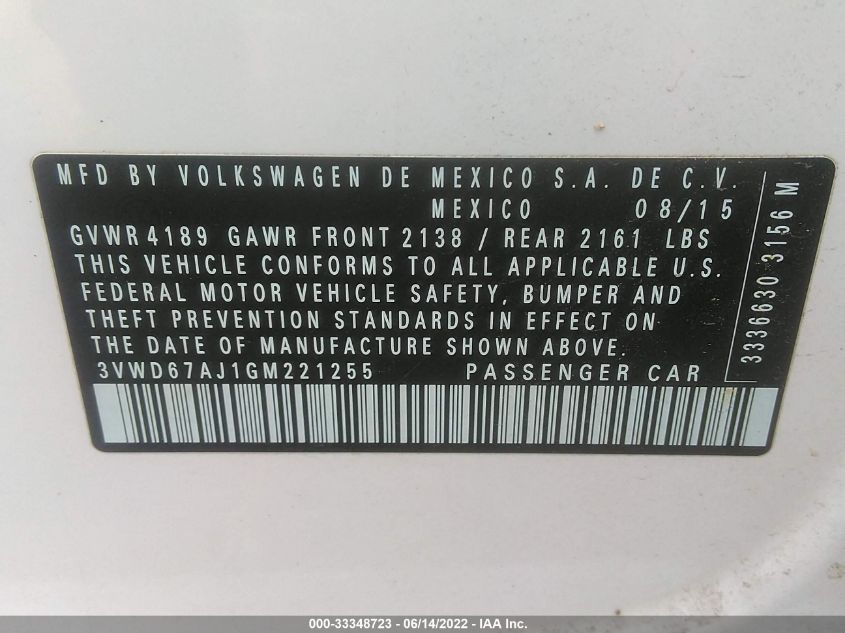 MFD BY VOLKSWAGEN DE MEXICO S.A. DE C.V.
MEXICO 08/15
GVWR 4189 GAWR FRONT 2138 / REAR 2161 LBS
THIS VEHICLE CONFORMS TO ALL APPLICABLE U.S.
FEDERAL MOTOR VEHICLE SAFETY, BUMPER AND
THEFT PREVENTION STANDARDS IN EFFECT ON
THE DATE OF MANUFACTURE SHOWN ABOVE.
3VWD67AJ1GM221255 PASSENGER CAR
3336630 3156 M
000-33348723 - 06/14/2022 - IAA Inc.